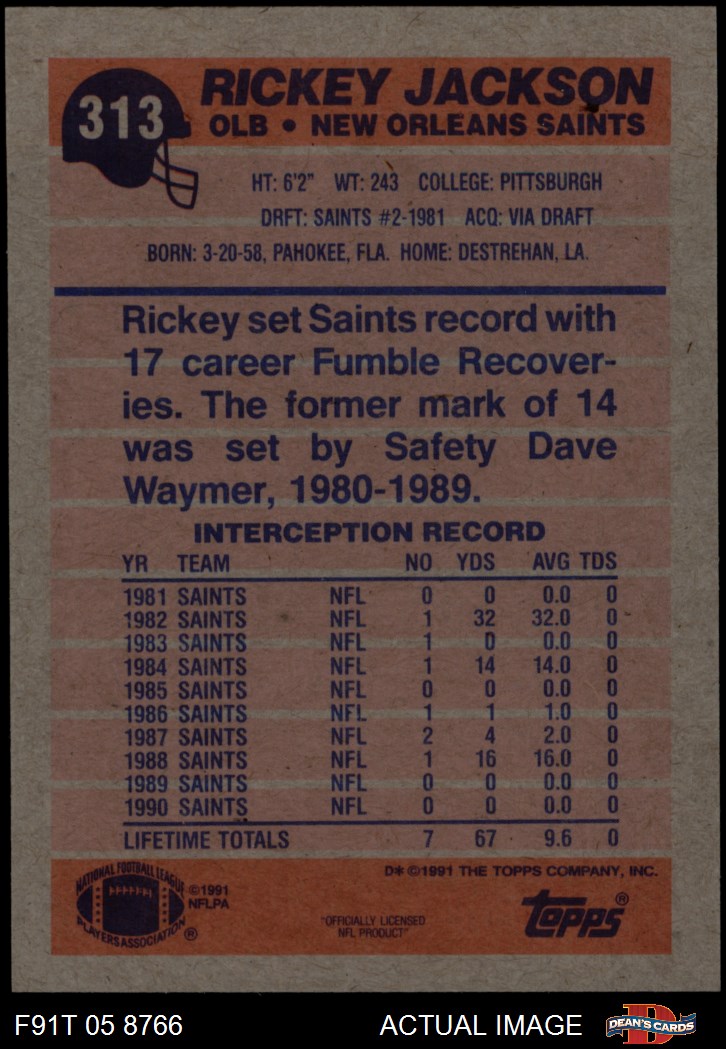 313
RICKEY JACKSON
OLB • NEW ORLEANS SAINTS
HT: 6'2" WT: 243 COLLEGE: PITTSBURGH
DRFT: SAINTS #2-1981 ACQ: VIA DRAFT
BORN: 3-20-58, PAHOKEE, FLA. HOME: DESTREHAN, LA.
Rickey set Saints record with
17 career Fumble Recover-
ies. The former mark of 14
was set by Safety Dave
Waymer, 1980-1989.
INTERCEPTION RECORD
YR TEAM NO YDS AVG TDS
1981 SAINTS NFL 0 0 0.0 0
1982 SAINTS NFL 1 32 32.0 0
1983 SAINTS NFL 1 0 0.0 0
1984 SAINTS NFL 1 14 14.0 0
1985 SAINTS NFL 0 0 0.0 0
1986 SAINTS NFL 1 1 1.0 0
1987 SAINTS NFL 2 4 2.0 0
1988 SAINTS NFL 1 16 16.0 0
1989 SAINTS NFL 0 0 0.0 0
1990 SAINTS NFL 0 0 0.0 0
LIFETIME TOTALS 7 67 9.6 0
D* ©1991 THE TOPPS COMPANY, INC.
NATIONAL FOOTBALL LEAGUE
PLAYERS ASSOCIATION ®
©1991
NFLPA
"OFFICIALLY LICENSED
NFL PRODUCT"
topps®
F91T 05 8766 ACTUAL IMAGE
D
DEAN'S CARDS